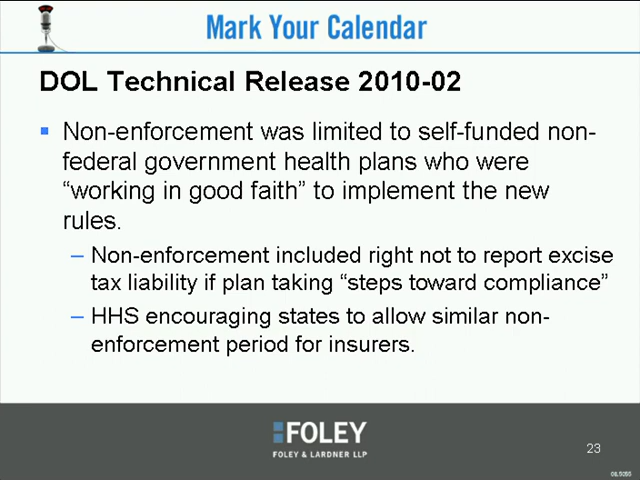 Mark Your Calendar
DOL Technical Release 2010-02
▪ Non-enforcement was limited to self-funded non-
federal government health plans who were
“working in good faith” to implement the new
rules.
– Non-enforcement included right not to report excise
tax liability if plan taking “steps toward compliance”
– HHS encouraging states to allow similar non-
enforcement period for insurers.
FOLEY
FOLEY & LARDNER LLP
23